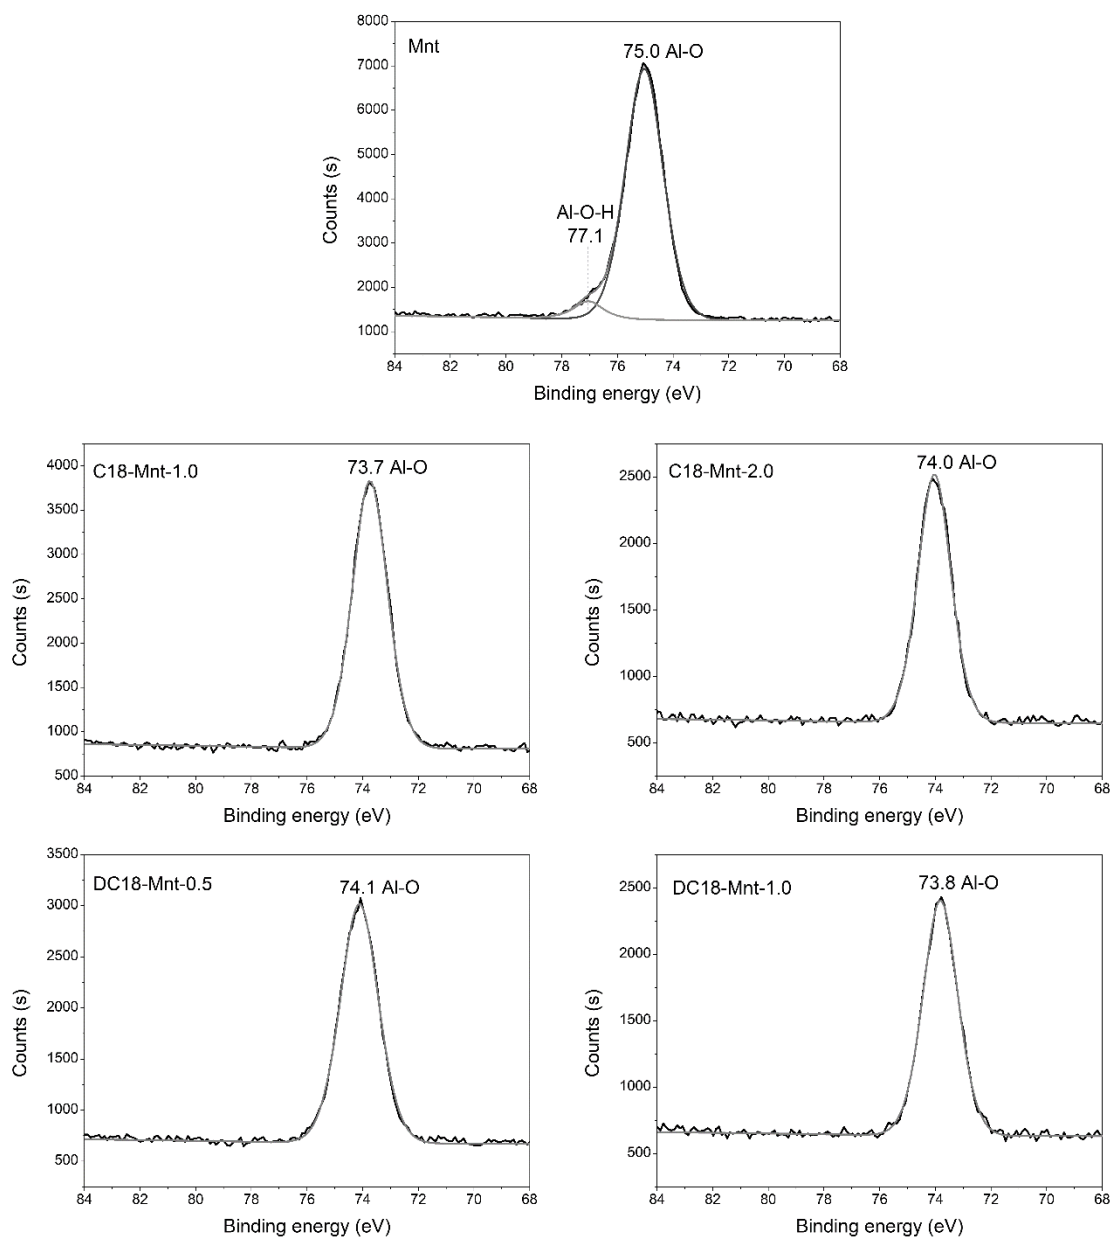 Mnt
75.0 Al-O
Al-O-H
77.1
8000
7000
6000
5000
4000
3000
2000
1000
Counts (s)
84 82 80 78 76 74 72 70 68
Binding energy (eV)
C18-Mnt-1.0
73.7 Al-O
4000
3500
3000
2500
2000
1500
1000
500
Counts (s)
84 82 80 78 76 74 72 70 68
Binding energy (eV)
C18-Mnt-2.0
74.0 Al-O
2500
2000
1500
1000
500
Counts (s)
84 82 80 78 76 74 72 70 68
Binding energy (eV)
DC18-Mnt-0.5
74.1 Al-O
3500
3000
2500
2000
1500
1000
500
Counts (s)
84 82 80 78 76 74 72 70 68
Binding energy (eV)
DC18-Mnt-1.0
73.8 Al-O
2500
2000
1500
1000
500
Counts (s)
84 82 80 78 76 74 72 70 68
Binding energy (eV)